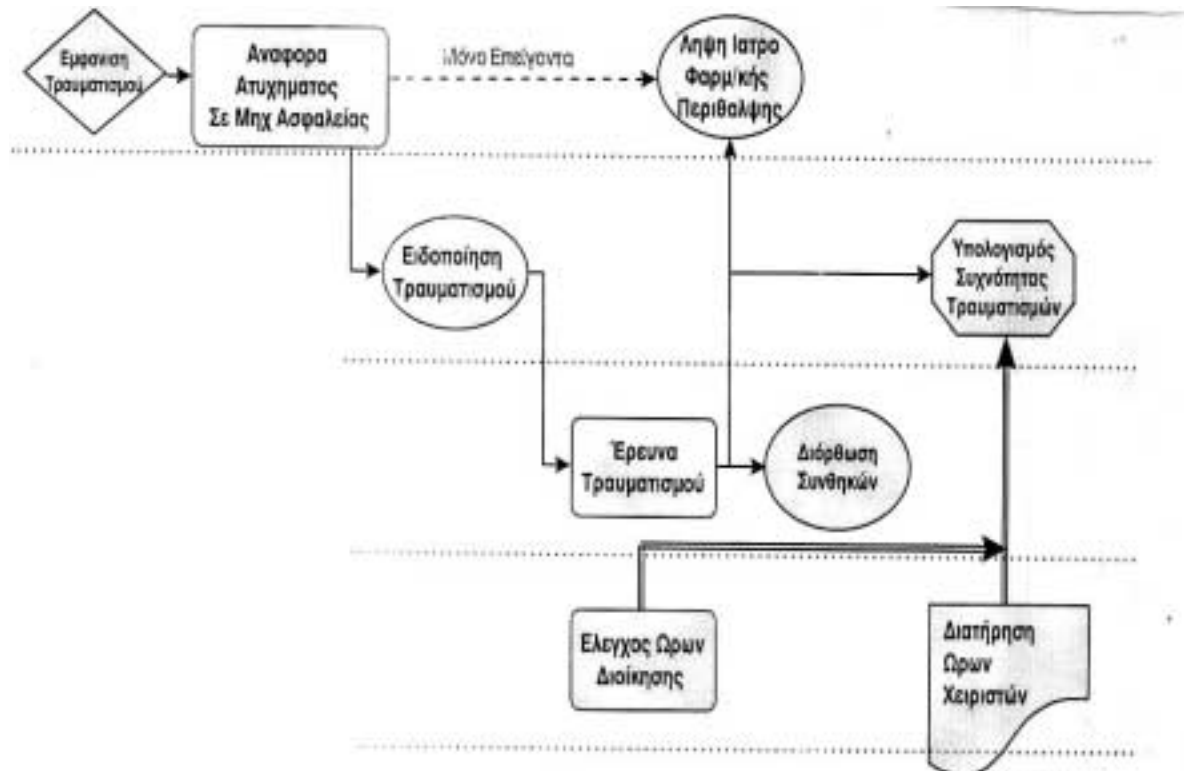 Εμφανιση
Τραυματισμού
Αναφορα
Ατυχηματος
Σε Μηχ Ασφαλείας
Μόνο Επείγοντα
Ληψη Ιατρο
Φαρμ/κής
Περιθαλψης
Ειδοποίηση
Τραυματισμού
Υπολογισμός
Συχνότητας
Τραυματισμών
Έρευνα
Τραυματισμού
Διόρθωση
Συνθηκών
Ελεγχος Ωρων
Διοίκησης
Διατήρηση
Ωρων
Χειριστών